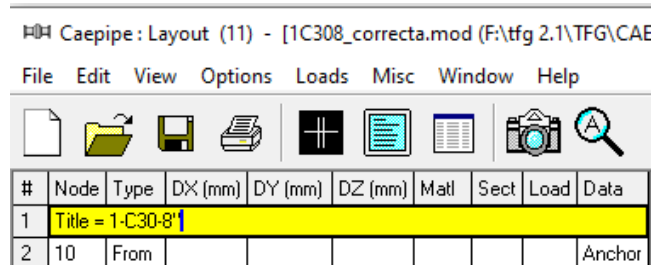 Caepipe : Layout (11) - [1C308_correcta.mod (F:\tfg 2.1\TFG\CAE
File Edit View Options Loads Misc Window Help
# Node Type DX (mm) DY (mm) DZ (mm) Matl Sect Load Data
1 Title = 1-C30-8"
2 10 From Anchor